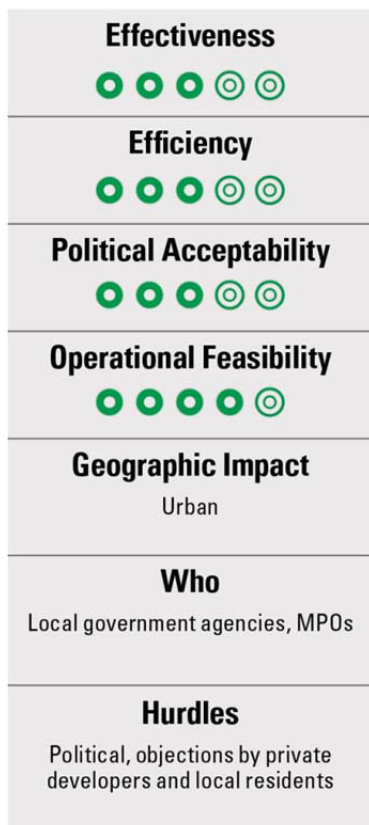 Effectiveness
Efficiency
Political Acceptability
Operational Feasibility
Geographic Impact
Urban
Who
Local government agencies, MPOs
Hurdles
Political, objections by private
developers and local residents